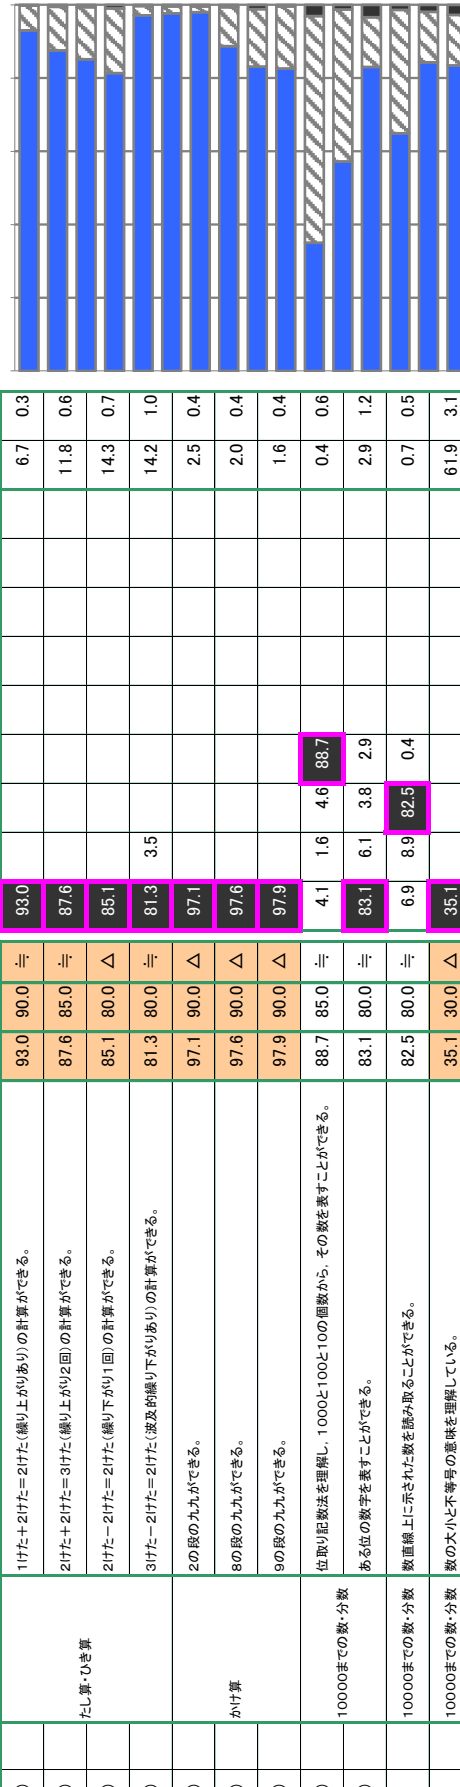 ) たし算・ひき算 1けた＋2けた＝2けた（繰り上がりあり）の計算ができる。 93.0 90.0 ≒ 93.0 6.7 0.3
) 2けた＋2けた＝3けた（繰り上がり2回）の計算ができる。 87.6 85.0 ≒ 87.6 11.8 0.6
) 2けた－2けた＝2けた（繰り下がり1回）の計算ができる。 85.1 80.0 △ 85.1 14.3 0.7
) 3けた－2けた＝2けた（波及的繰り下がりあり）の計算ができる。 81.3 80.0 ≒ 81.3 3.5 14.2 1.0
) かけ算 2の段の九九ができる。 97.1 90.0 △ 97.1 2.5 0.4
) 8の段の九九ができる。 97.6 90.0 △ 97.6 2.0 0.4
) 9の段の九九ができる。 97.9 90.0 △ 97.9 1.6 0.4
) 10000までの数・分数 位取り記数法を理解し，1000と100と10の個数から，その数を表すことができる。 88.7 85.0 ≒ 4.1 1.6 4.6 88.7 0.4 0.6
) ある位の数字を表すことができる。 83.1 80.0 ≒ 83.1 6.1 3.8 2.9 2.9 1.2
10000までの数・分数 数直線上に示された数を読み取ることができる。 82.5 80.0 ≒ 6.9 8.9 82.5 0.4 0.7 0.5
10000までの数・分数 数の大小と不等号の意味を理解している。 35.1 30.0 △ 35.1 61.9 3.1